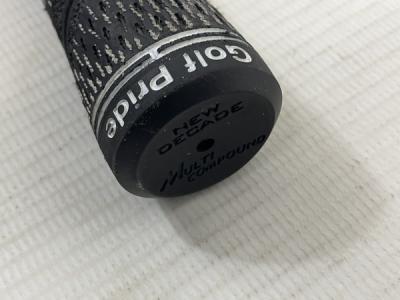 Golf Pride
NEW
DECADE
MULTI
COMPOUND